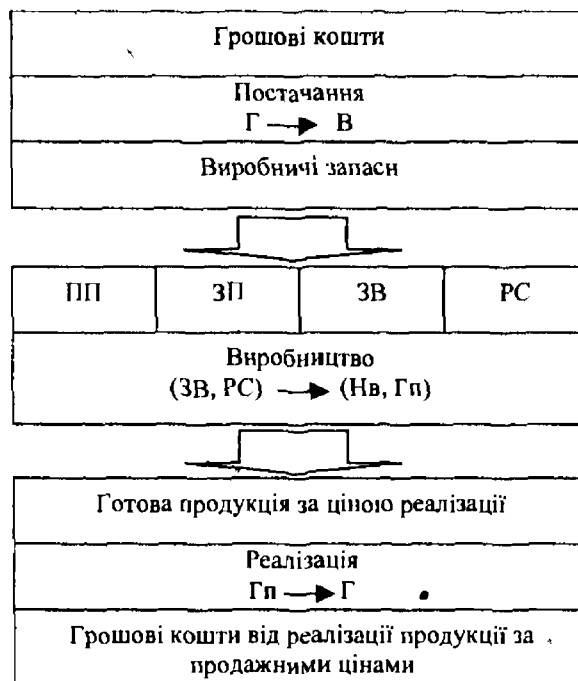 Грошові кошти
Постачання
Г → В
Виробничі запаси
ПП ЗП ЗВ РС
Виробництво
(ЗВ, РС) → (Нв, Гп)
Готова продукція за ціною реалізації
Реалізація
Гп → Г
Грошові кошти від реалізації продукції за
продажними цінами